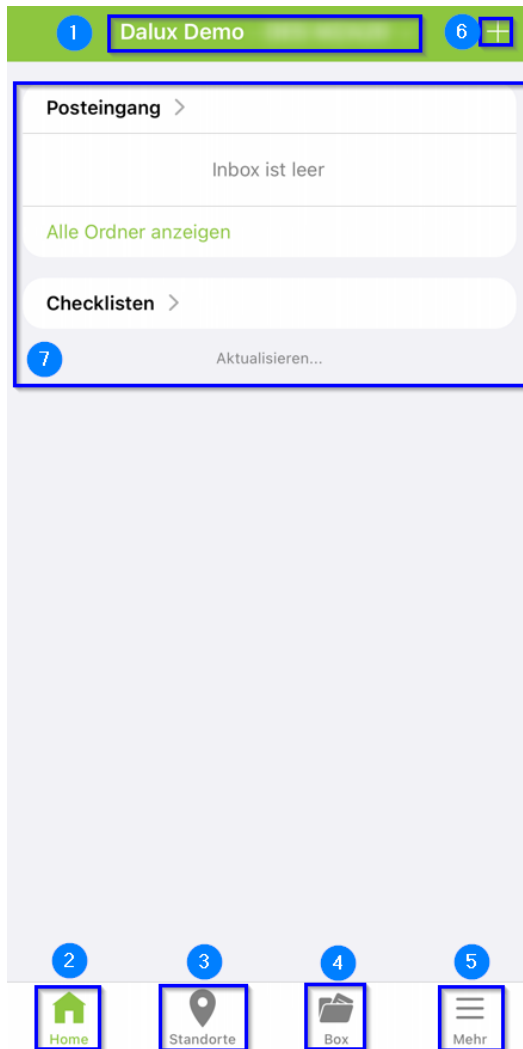 1 Dalux Demo 6 +
Posteingang >
Inbox ist leer
Alle Ordner anzeigen
Checklisten >
7 Aktualisieren...
2 3 4 5
Home Standorte Box Mehr